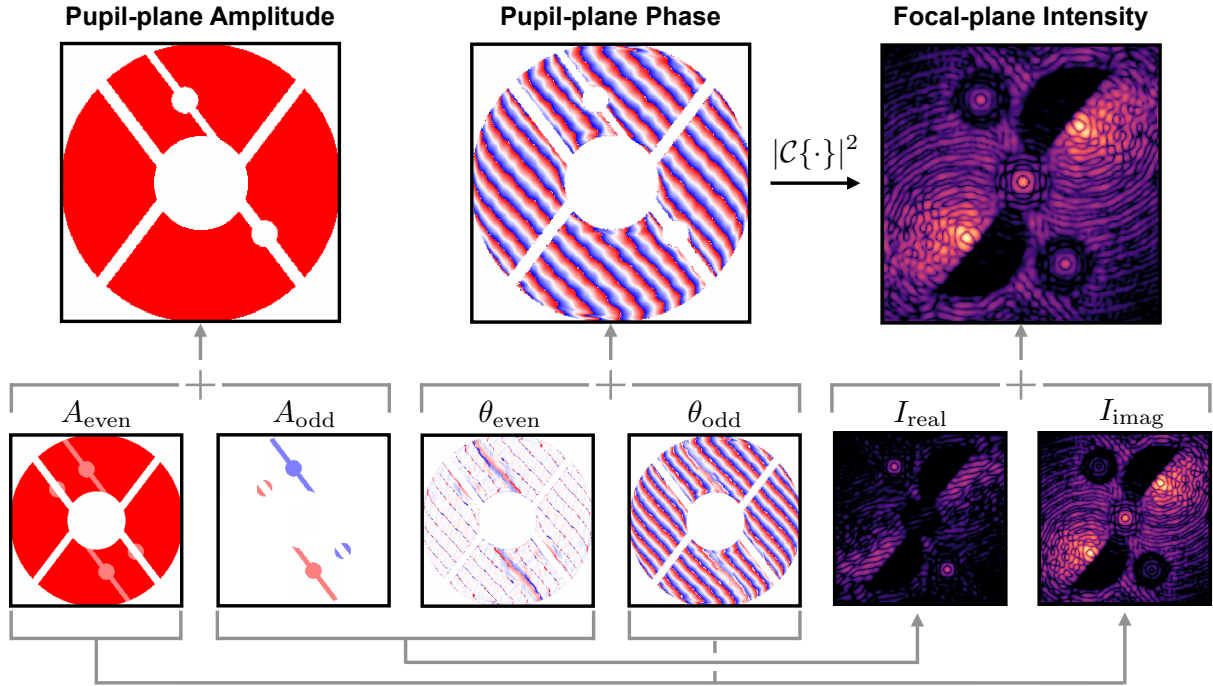 Pupil-plane Amplitude
Pupil-plane Phase
Focal-plane Intensity
|𝒞{·}|²
A_even
A_odd
θ_even
θ_odd
I_real
I_imag